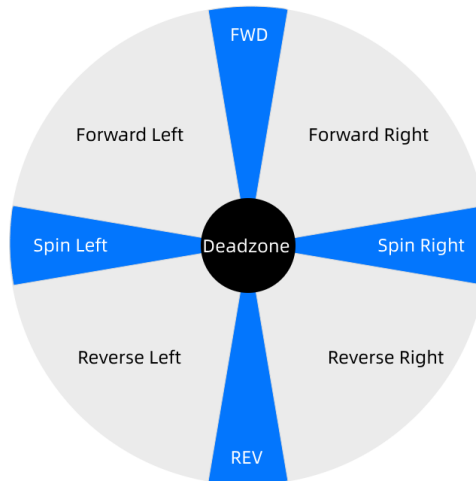 FWD
Forward Left
Forward Right
Spin Left
Deadzone
Spin Right
Reverse Left
Reverse Right
REV